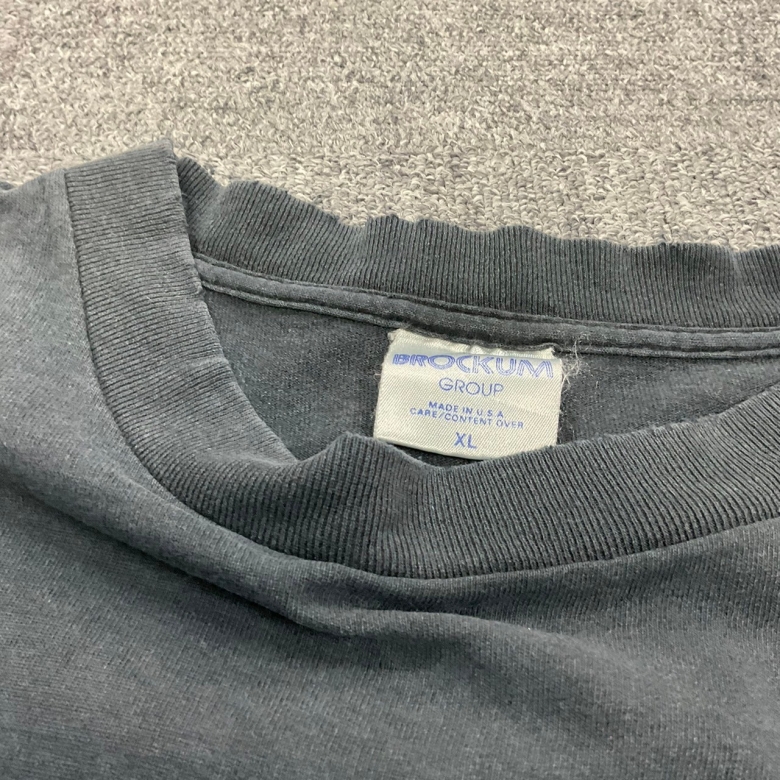 BROCKUM
GROUP
MADE IN U.S.A
CARE/CONTENT OVER
XL